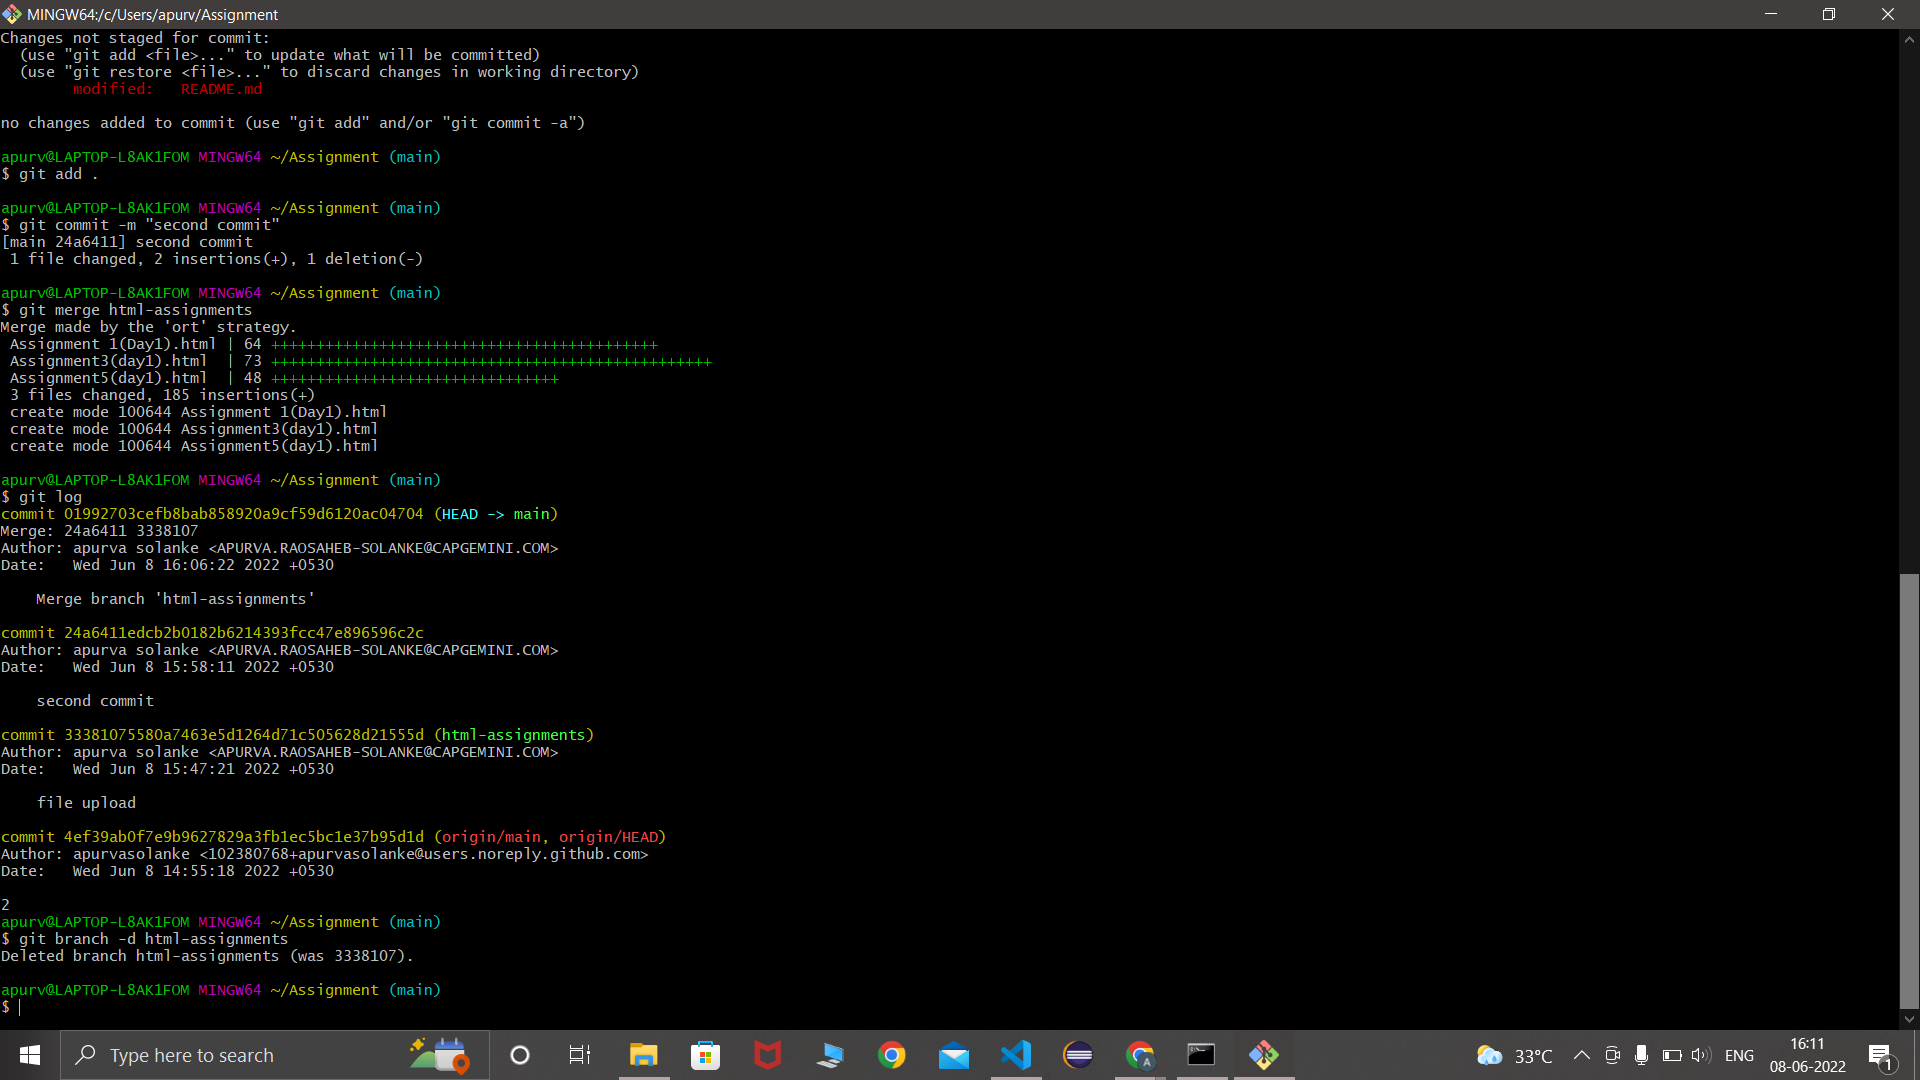 MINGW64:/c/Users/apurv/Assignment
Changes not staged for commit:
  (use "git add <file>..." to update what will be committed)
  (use "git restore <file>..." to discard changes in working directory)
        modified:   README.md

no changes added to commit (use "git add" and/or "git commit -a")

apurv@LAPTOP-L8AK1FOM MINGW64 ~/Assignment (main)
$ git add .

apurv@LAPTOP-L8AK1FOM MINGW64 ~/Assignment (main)
$ git commit -m "second commit"
[main 24a6411] second commit
 1 file changed, 2 insertions(+), 1 deletion(-)

apurv@LAPTOP-L8AK1FOM MINGW64 ~/Assignment (main)
$ git merge html-assignments
Merge made by the 'ort' strategy.
 Assignment 1(Day1).html | 64 +++++++++++++++++++++++++++++++++++++++++++
 Assignment3(day1).html  | 73 +++++++++++++++++++++++++++++++++++++++++++++++++
 Assignment5(day1).html  | 48 ++++++++++++++++++++++++++++++++
 3 files changed, 185 insertions(+)
 create mode 100644 Assignment 1(Day1).html
 create mode 100644 Assignment3(day1).html
 create mode 100644 Assignment5(day1).html

apurv@LAPTOP-L8AK1FOM MINGW64 ~/Assignment (main)
$ git log
commit 01992703cefb8bab858920a9cf59d6120ac04704 (HEAD -> main)
Merge: 24a6411 3338107
Author: apurva solanke <APURVA.RAOSAHEB-SOLANKE@CAPGEMINI.COM>
Date:   Wed Jun 8 16:06:22 2022 +0530

    Merge branch 'html-assignments'

commit 24a6411edcb2b0182b6214393fcc47e896596c2c
Author: apurva solanke <APURVA.RAOSAHEB-SOLANKE@CAPGEMINI.COM>
Date:   Wed Jun 8 15:58:11 2022 +0530

    second commit

commit 33381075580a7463e5d1264d71c505628d21555d (html-assignments)
Author: apurva solanke <APURVA.RAOSAHEB-SOLANKE@CAPGEMINI.COM>
Date:   Wed Jun 8 15:47:21 2022 +0530

    file upload

commit 4ef39ab0f7e9b9627829a3fb1ec5bc1e37b95d1d (origin/main, origin/HEAD)
Author: apurvasolanke <102380768+apurvasolanke@users.noreply.github.com>
Date:   Wed Jun 8 14:55:18 2022 +0530

2
apurv@LAPTOP-L8AK1FOM MINGW64 ~/Assignment (main)
$ git branch -d html-assignments
Deleted branch html-assignments (was 3338107).

apurv@LAPTOP-L8AK1FOM MINGW64 ~/Assignment (main)
$
Type here to search
33°C
ENG
16:11
08-06-2022
1